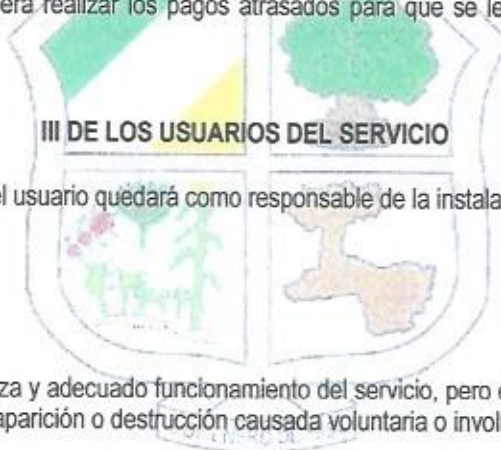 erá realizar los pagos atrasados para que se le
III DE LOS USUARIOS DEL SERVICIO
el usuario quedará como responsable de la instala
za y adecuado funcionamiento del servicio, pero
aparición o destrucción causada voluntaria o invol